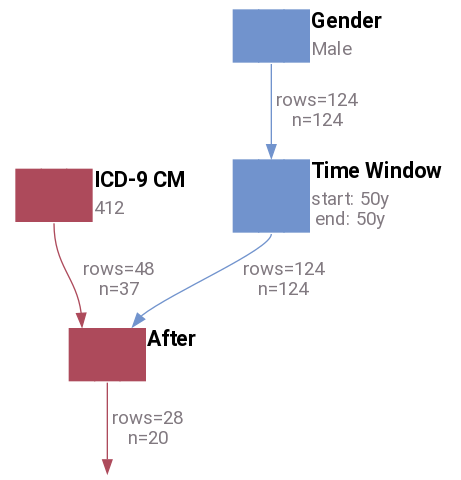 Gender
Male
rows=124
n=124
Time Window
start: 50y
end: 50y
ICD-9 CM
412
rows=48
n=37
rows=124
n=124
After
rows=28
n=20